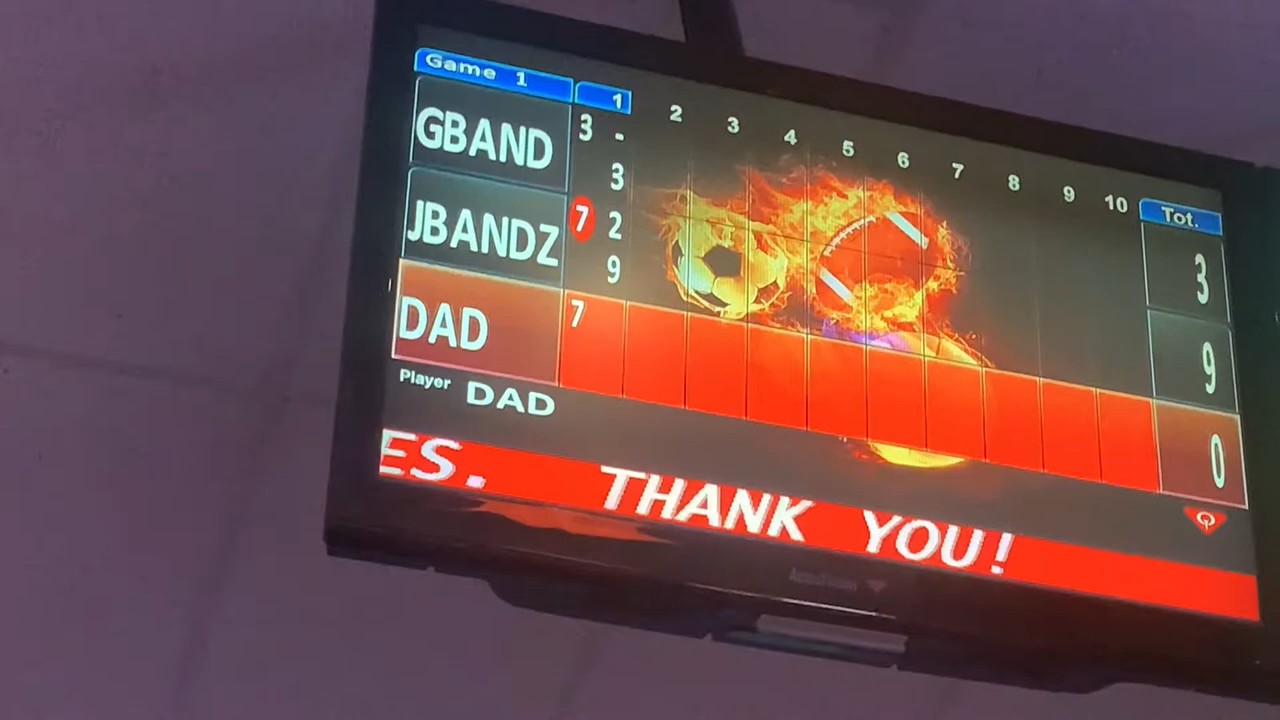 Game 1 1 2 3 4 5 6 7 8 9 10 Tot.
GBAND 3 -
3 3
JBANDZ 7 2
9 9
DAD 7 0
Player DAD
ES. THANK YOU!